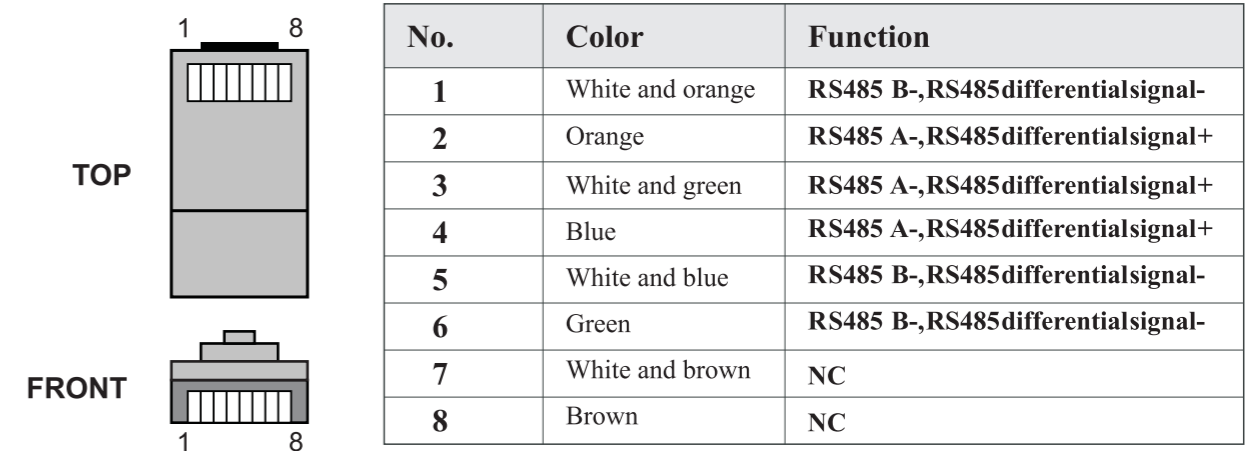 1 8
TOP
FRONT
1 8
No. Color Function
1 White and orange RS485 B-,RS485differentialsignal-
2 Orange RS485 A-,RS485differentialsignal+
3 White and green RS485 A-,RS485differentialsignal+
4 Blue RS485 A-,RS485differentialsignal+
5 White and blue RS485 B-,RS485differentialsignal-
6 Green RS485 B-,RS485differentialsignal-
7 White and brown NC
8 Brown NC